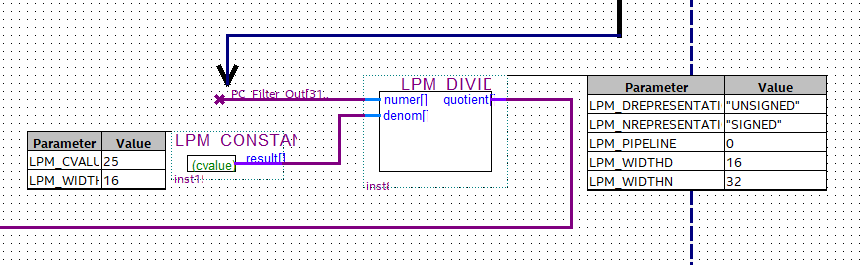 LPM_DIVIDE
PC_Filter_Out[31..
numer[]
quotient[
denom[
Parameter Value
LPM_DREPRESENTATI "UNSIGNED"
LPM_NREPRESENTATI "SIGNED"
LPM_PIPELINE 0
LPM_WIDTHD 16
LPM_WIDTHN 32
inst
Parameter Value
LPM_CVALU 25
LPM_WIDTH 16
LPM_CONSTAN
(cvalue)
result[]
inst1